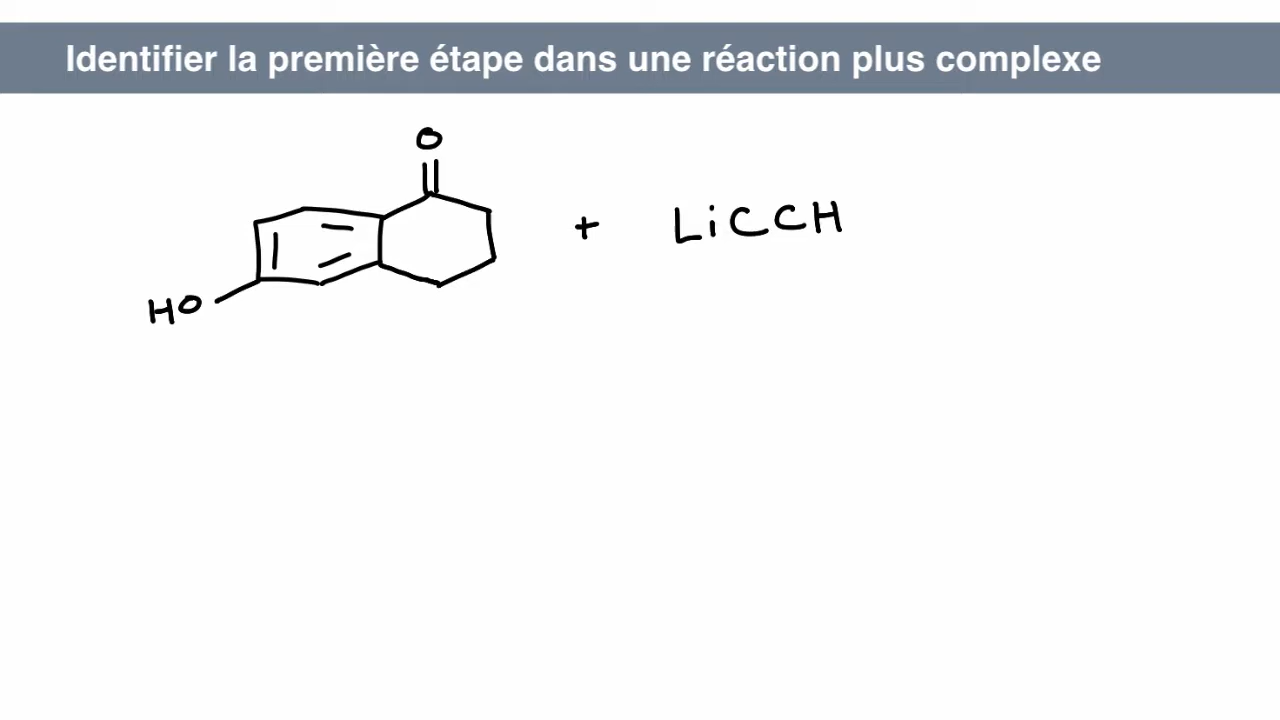 Identifier la première étape dans une réaction plus complexe
O
+ LiCCH
HO